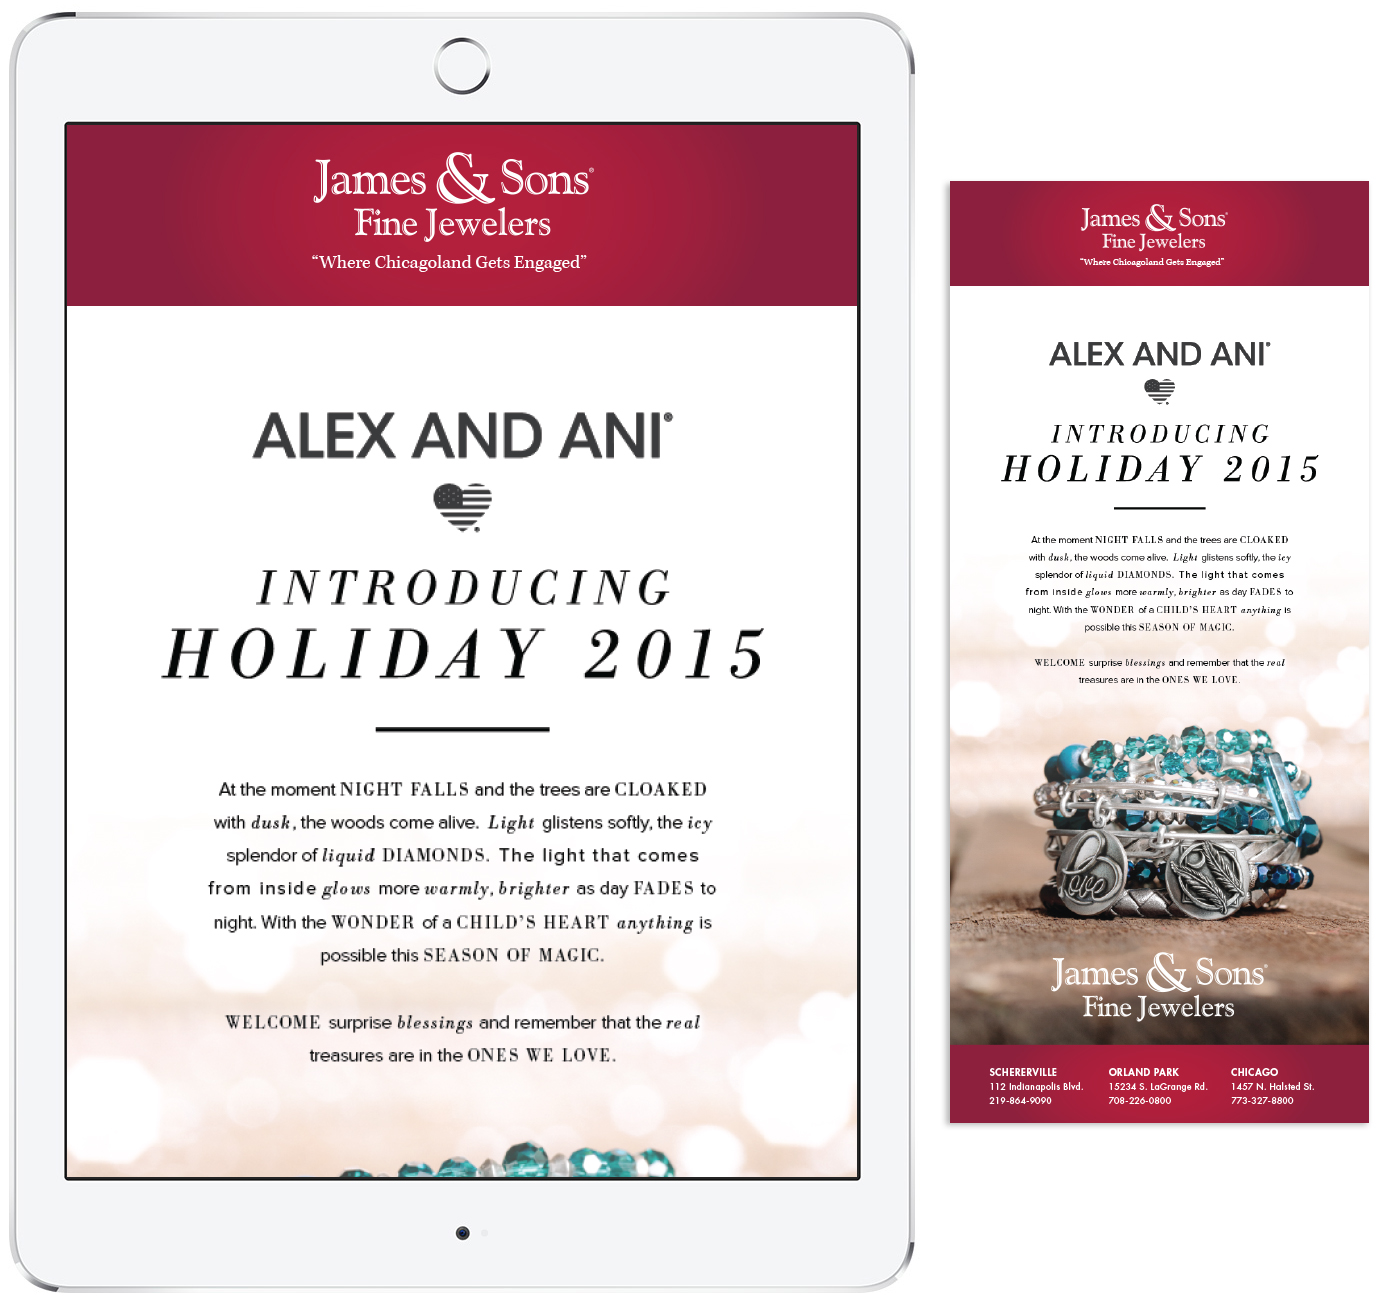 James & Sons®
Fine Jewelers
“Where Chicagoland Gets Engaged”
ALEX AND ANI®
INTRODUCING
HOLIDAY 2015
At the moment NIGHT FALLS and the trees are CLOAKED
with dusk, the woods come alive. Light glistens softly, the icy
splendor of liquid DIAMONDS. The light that comes
from inside glows more warmly, brighter as day FADES to
night. With the WONDER of a CHILD'S HEART anything is
possible this SEASON OF MAGIC.
WELCOME surprise blessings and remember that the real
treasures are in the ONES WE LOVE.
James & Sons®
Fine Jewelers
“Where Chicagoland Gets Engaged”
ALEX AND ANI®
INTRODUCING
HOLIDAY 2015
At the moment NIGHT FALLS and the trees are CLOAKED
with dusk, the woods come alive. Light glistens softly, the icy
splendor of liquid DIAMONDS. The light that comes
from inside glows more warmly, brighter as day FADES to
night. With the WONDER of a CHILD'S HEART anything is
possible this SEASON OF MAGIC.
WELCOME surprise blessings and remember that the real
treasures are in the ONES WE LOVE.
Love
James & Sons®
Fine Jewelers
SCHERERVILLE
112 Indianapolis Blvd.
219-864-9090
ORLAND PARK
15234 S. LaGrange Rd.
708-226-0800
CHICAGO
1457 N. Halsted St.
773-327-8800